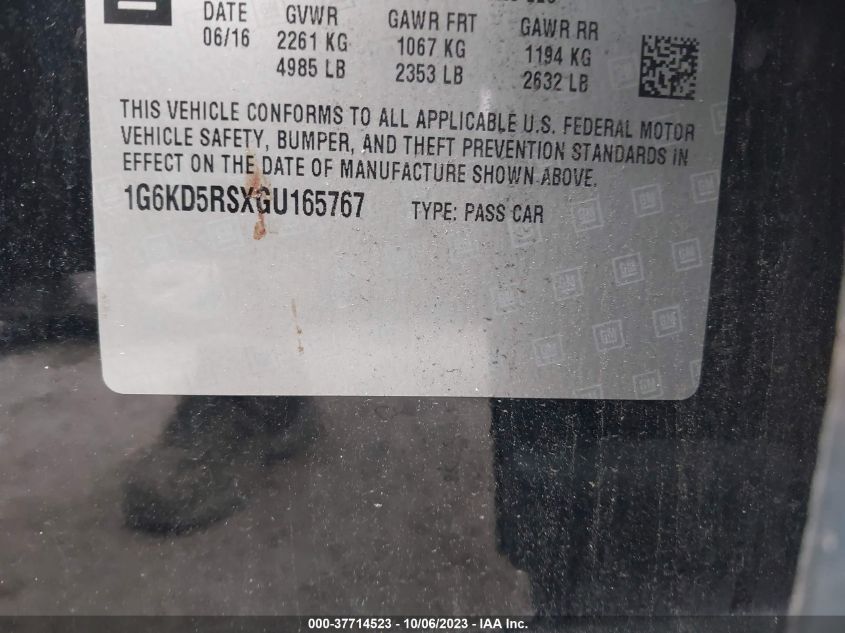 DATE GVWR GAWR FRT GAWR RR
06/16 2261 KG 1067 KG 1194 KG
4985 LB 2353 LB 2632 LB
THIS VEHICLE CONFORMS TO ALL APPLICABLE U.S. FEDERAL MOTOR
VEHICLE SAFETY, BUMPER, AND THEFT PREVENTION STANDARDS IN
EFFECT ON THE DATE OF MANUFACTURE SHOWN ABOVE.
1G6KD5RSXGU165767 TYPE: PASS CAR
000-37714523 - 10/06/2023 - IAA Inc.